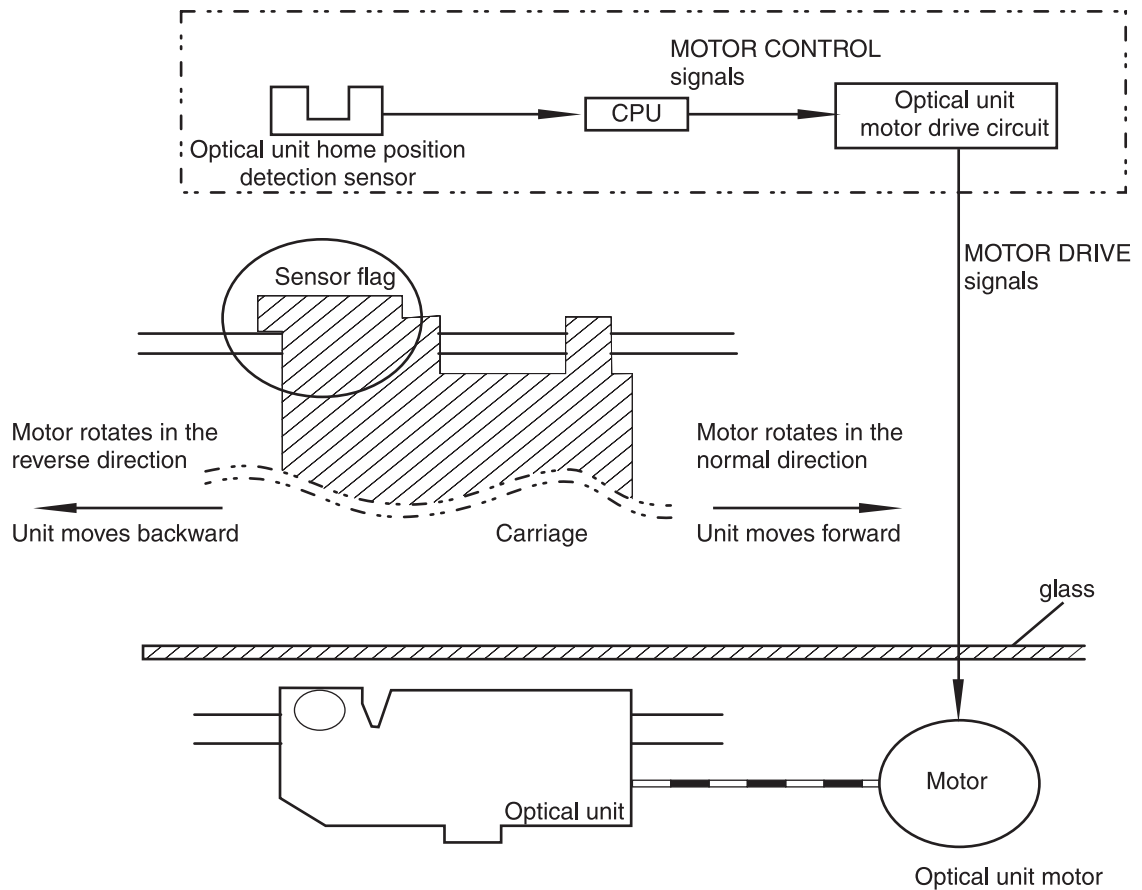 MOTOR CONTROL
signals
CPU
Optical unit
motor drive circuit
Optical unit home position
detection sensor
MOTOR DRIVE
signals
Sensor flag
Motor rotates in the
reverse direction
Unit moves backward
Carriage
Motor rotates in the
normal direction
Unit moves forward
glass
Optical unit
Motor
Optical unit motor